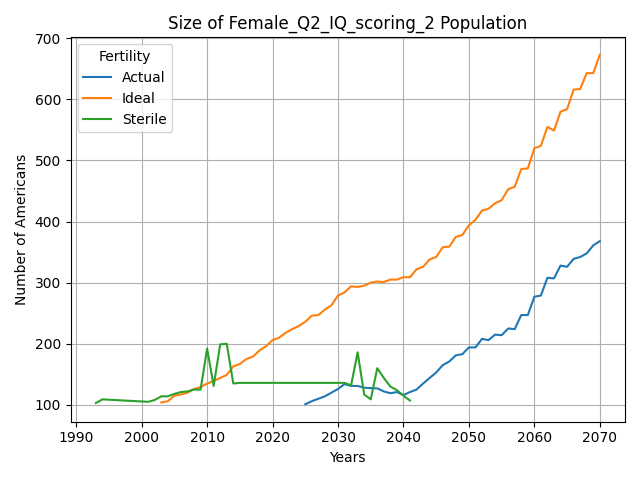 Size of Female_Q2_IQ_scoring_2 Population
Fertility
Actual
Ideal
Sterile
Number of Americans
700
600
500
400
300
200
100
1990
2000
2010
2020
2030
2040
2050
2060
2070
Years